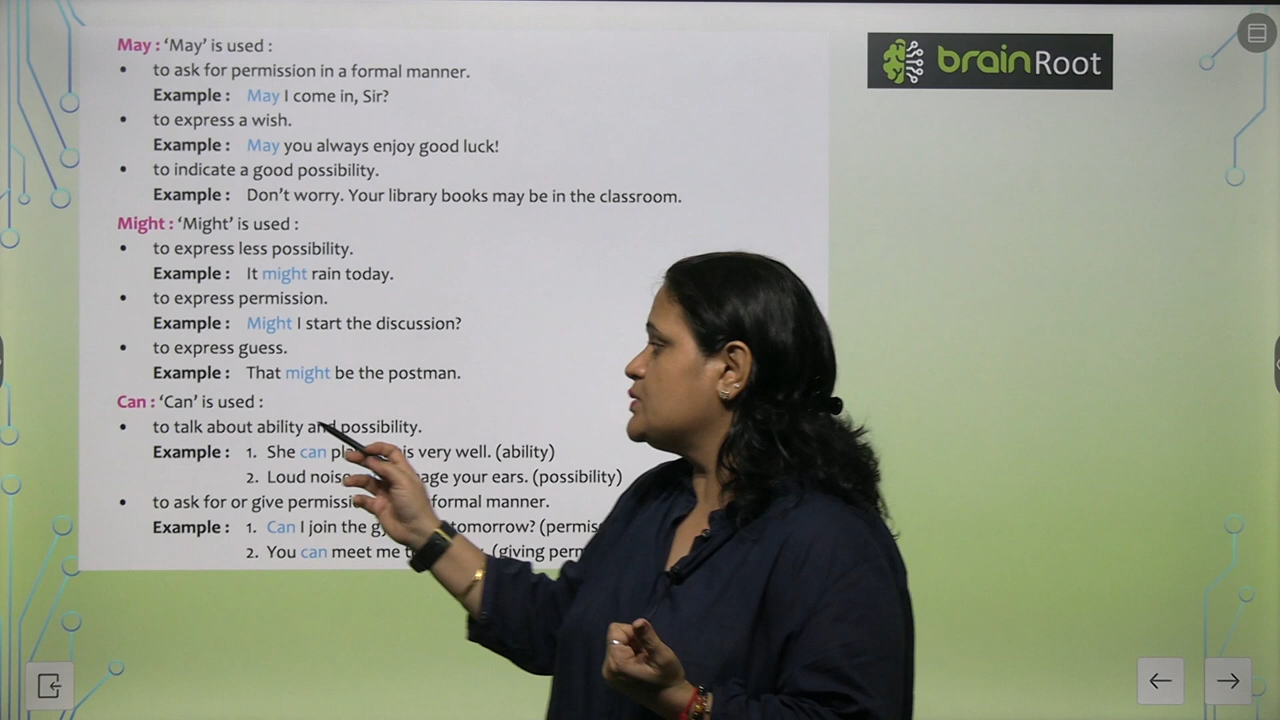 May : ‘May’ is used :
• to ask for permission in a formal manner.
Example : May I come in, Sir?
• to express a wish.
Example : May you always enjoy good luck!
• to indicate a good possibility.
Example : Don’t worry. Your library books may be in the classroom.
Might : ‘Might’ is used :
• to express less possibility.
Example : It might rain today.
• to express permission.
Example : Might I start the discussion?
• to express guess.
Example : That might be the postman.
Can : ‘Can’ is used :
• to talk about ability and possibility.
Example : 1. She can very well. (ability)
2. Loud your ears. (possibility)
• to ask for or give formal manner.
Example : 1. Can I join the tomorrow?
2. You can meet me (giving
brainRoot